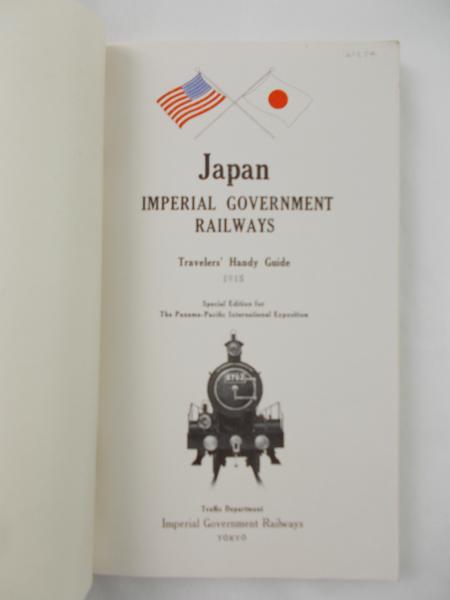 Japan
IMPERIAL GOVERNMENT
RAILWAYS
Travelers' Handy Guide
1915
Special Edition for
The Panama-Pacific International Exposition
Traffic Department
Imperial Government Railways
TŌKYŌ